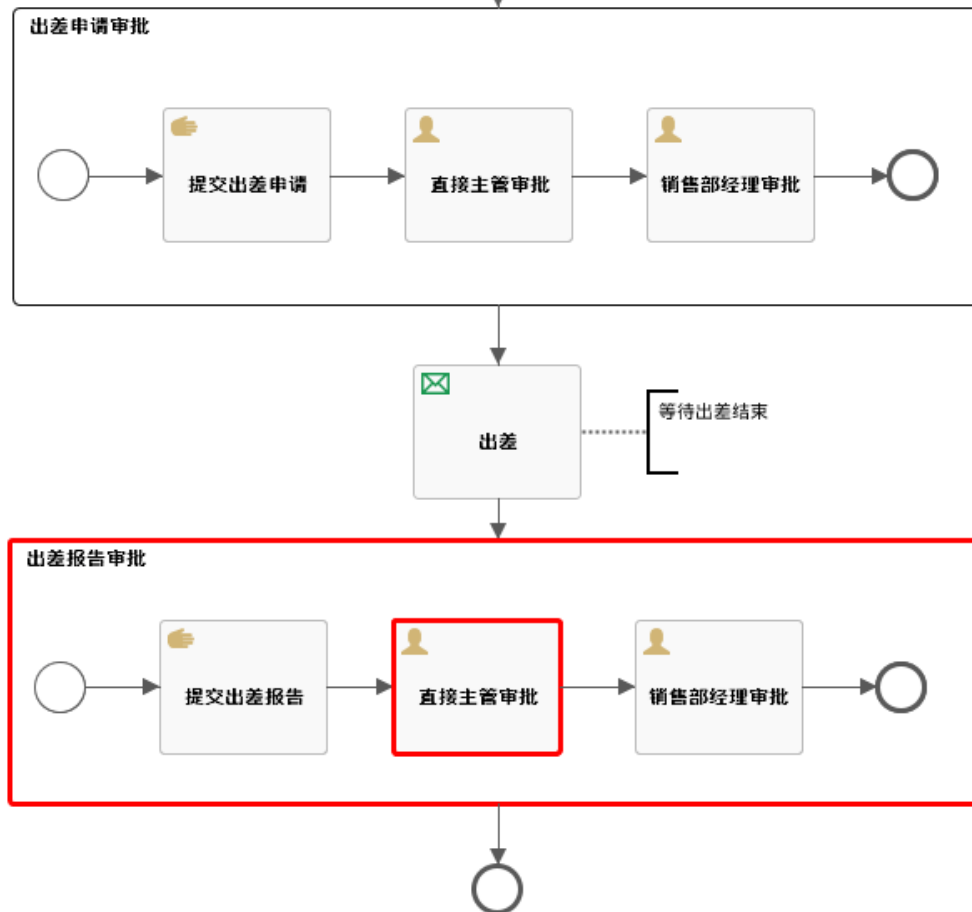 出差申请审批
提交出差申请
直接主管审批
销售部经理审批
出差
等待出差结束
出差报告审批
提交出差报告
直接主管审批
销售部经理审批